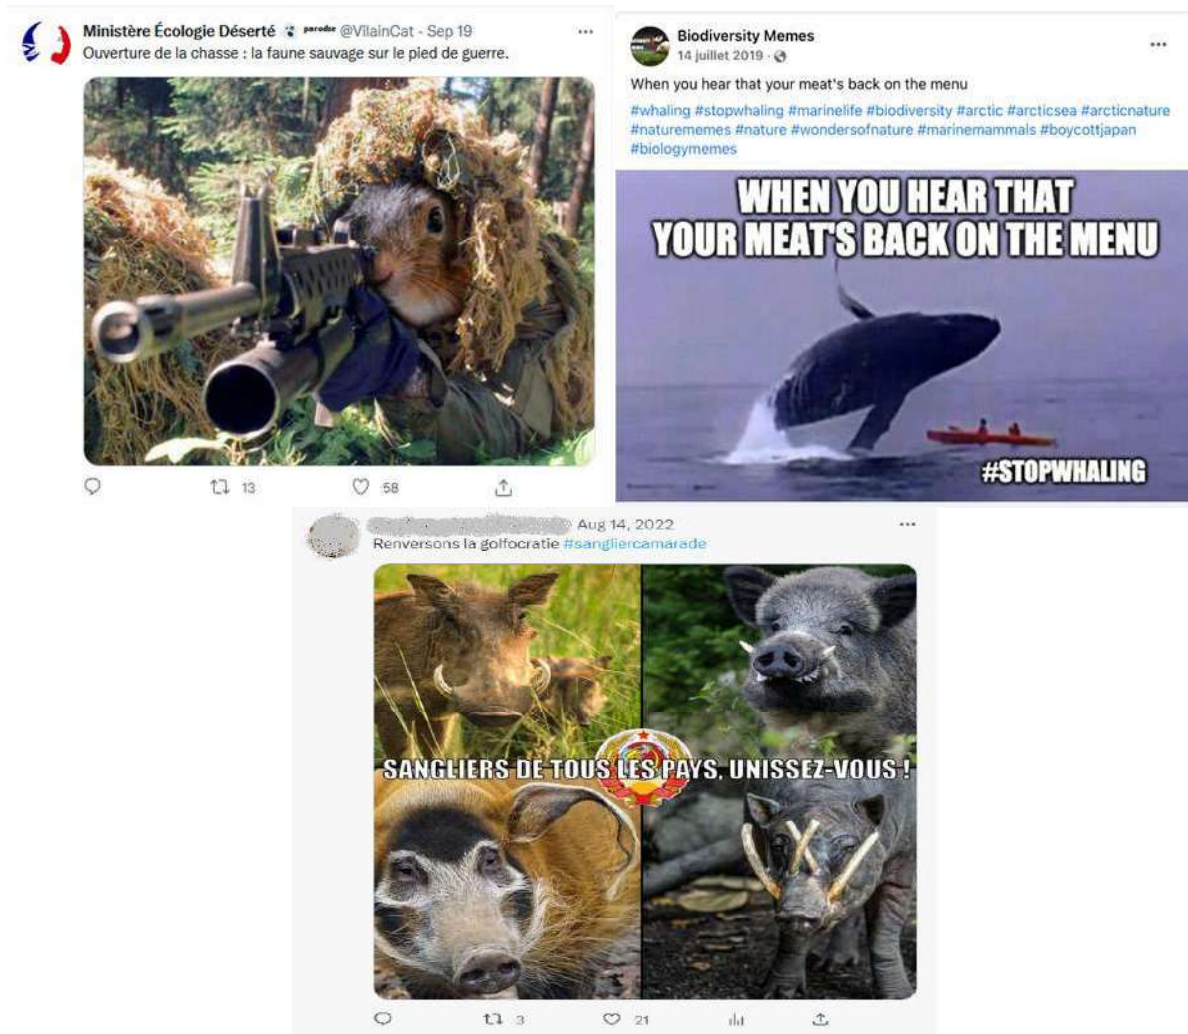 Ministère Écologie Déserté parodie @VilainCat · Sep 19
Ouverture de la chasse : la faune sauvage sur le pied de guerre.
13 58
Biodiversity Memes
14 juillet 2019 ·
When you hear that your meat's back on the menu
#whaling #stopwhaling #marinelife #biodiversity #arctic #arcticsea #arcticnature
#naturememes #nature #wondersofnature #marinemammals #boycottjapan
#biologymemes
WHEN YOU HEAR THAT
YOUR MEAT'S BACK ON THE MENU
#STOPWHALING
Aug 14, 2022
Renversons la golfocratie #sangliercamarade
SANGLIERS DE TOUS LES PAYS, UNISSEZ-VOUS !
3 21